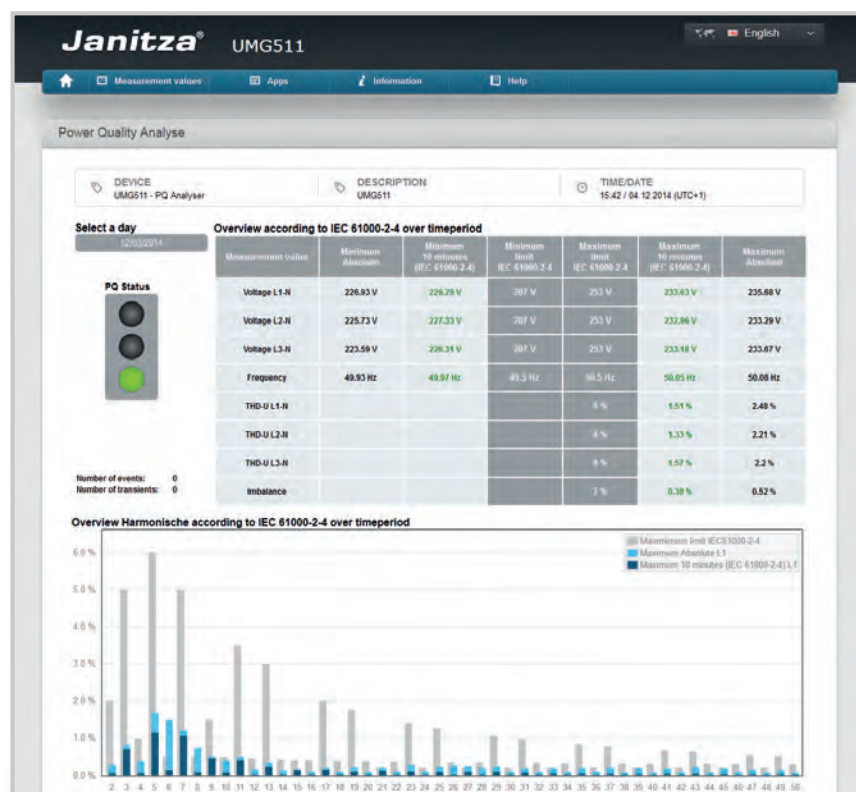 Janitza®
UMG511
English
Measurement values
Apps
Information
Help
Power Quality Analyse
DEVICE
UMG511 - PQ Analyser
DESCRIPTION
UMG511
TIME/DATE
15:42 / 04.12.2014 (UTC+1)
Select a day
12/03/2014
PQ Status
Number of events: 0
Number of transients: 0
Overview according to IEC 61000-2-4 over timeperiod
Measurement value Minimum Absolute Minimum 10 minutes (IEC 61000-2-4) Minimum limit IEC 61000-2-4 Maximum limit IEC 61000-2-4 Maximum 10 minutes (IEC 61000-2-4) Maximum Absolute
Voltage L1-N 226.93 V 229.29 V 207 V 253 V 233.63 V 235.68 V
Voltage L2-N 225.73 V 227.33 V 207 V 253 V 232.86 V 233.29 V
Voltage L3-N 223.59 V 226.31 V 207 V 253 V 233.18 V 233.67 V
Frequency 49.93 Hz 49.97 Hz 49.5 Hz 50.5 Hz 50.05 Hz 50.08 Hz
THD-U L1-N 8 % 1.51 % 2.48 %
THD-U L2-N 1.33 % 2.21 %
THD-U L3-N 8 % 1.57 % 2.2 %
Imbalance 0.38 % 0.52 %
Overview Harmonische according to IEC 61000-2-4 over timeperiod
Maxmimum limit IEC61000-2-4
Maximum Absolute L1
Maximum 10 minutes (IEC 61000-2-4) L1
6.0 %
5.0 %
4.0 %
3.0 %
2.0 %
1.0 %
0.0 %
2 3 4 5 6 7 8 9 10 11 12 13 14 15 16 17 18 19 20 21 22 23 24 25 26 27 28 29 30 31 32 33 34 35 36 37 38 39 40 41 42 43 44 45 46 47 48 49 50